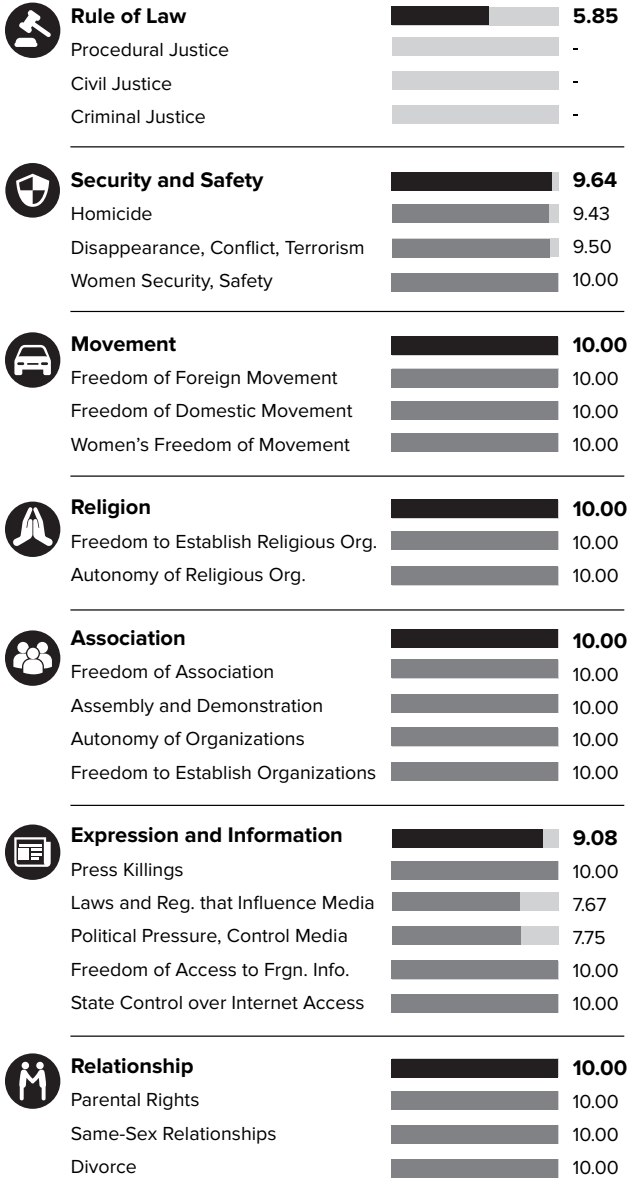 Rule of Law 5.85
Procedural Justice -
Civil Justice -
Criminal Justice -
Security and Safety 9.64
Homicide 9.43
Disappearance, Conflict, Terrorism 9.50
Women Security, Safety 10.00
Movement 10.00
Freedom of Foreign Movement 10.00
Freedom of Domestic Movement 10.00
Women’s Freedom of Movement 10.00
Religion 10.00
Freedom to Establish Religious Org. 10.00
Autonomy of Religious Org. 10.00
Association 10.00
Freedom of Association 10.00
Assembly and Demonstration 10.00
Autonomy of Organizations 10.00
Freedom to Establish Organizations 10.00
Expression and Information 9.08
Press Killings 10.00
Laws and Reg. that Influence Media 7.67
Political Pressure, Control Media 7.75
Freedom of Access to Frgn. Info. 10.00
State Control over Internet Access 10.00
Relationship 10.00
Parental Rights 10.00
Same-Sex Relationships 10.00
Divorce 10.00